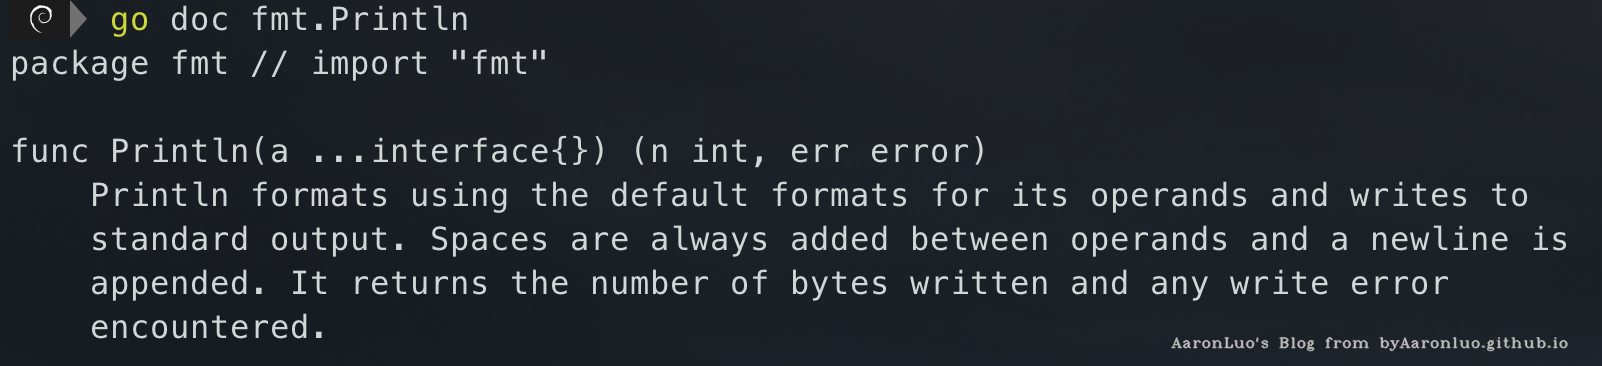 go doc fmt.Println
package fmt // import "fmt"
func Println(a ...interface{}) (n int, err error)
Println formats using the default formats for its operands and writes to
standard output. Spaces are always added between operands and a newline is
appended. It returns the number of bytes written and any write error
encountered.
AaronLuo's Blog from byAaronluo.github.io